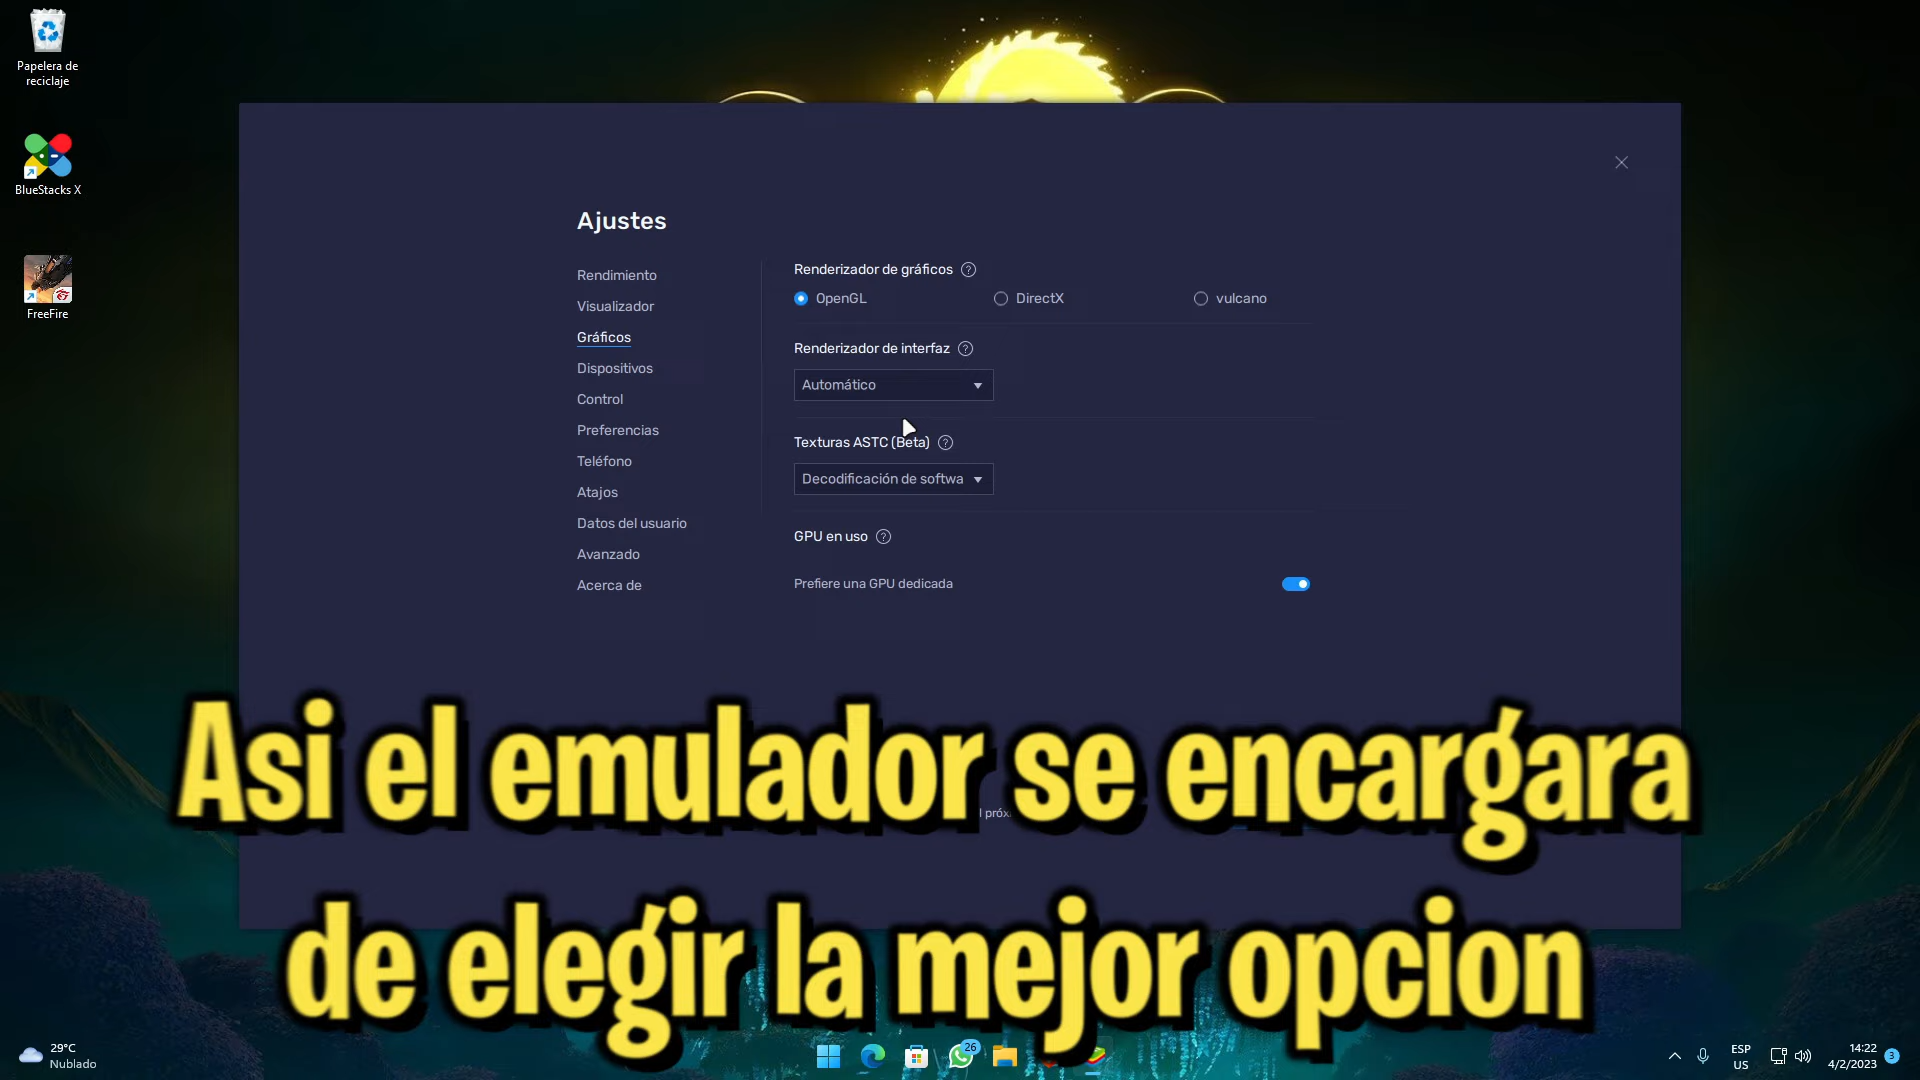 Papelera de
reciclaje
BlueStacks X
FreeFire
Ajustes
Rendimiento
Visualizador
Gráficos
Dispositivos
Control
Preferencias
Teléfono
Atajos
Datos del usuario
Avanzado
Acerca de
Renderizador de gráficos ?
OpenGL DirectX vulcano
Renderizador de interfaz ?
Automático
Texturas ASTC (Beta) ?
Decodificación de softwa
GPU en uso ?
Prefiere una GPU dedicada
Asi el emulador se encargara
de elegir la mejor opcion
29°C
Nublado
26
ESP
US
14:22
4/2/2023
3